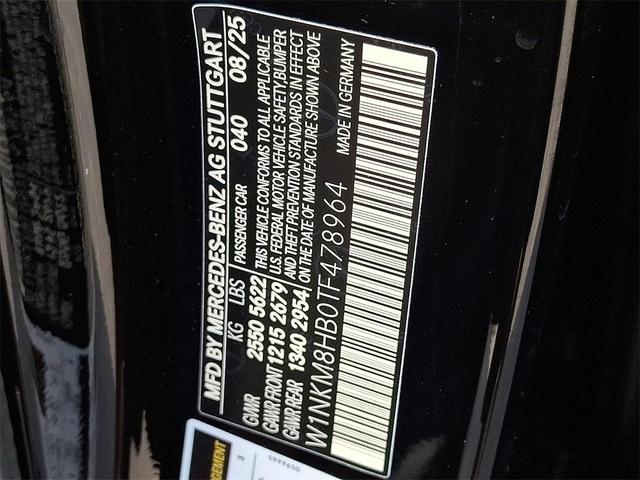 MFD BY MERCEDES-BENZ AG STUTTGART
KG LBS PASSENGER CAR 040 08/25
GVWR 2550 5622 THIS VEHICLE CONFORMS TO ALL APPLICABLE
GAWR FRONT 1215 2679 U.S. FEDERAL MOTOR VEHICLE SAFETY, BUMPER
GAWR REAR 1340 2954 AND THEFT PREVENTION STANDARDS IN EFFECT
ON THE DATE OF MANUFACTURE SHOWN ABOVE
W1NKM8HB0TF478964 MADE IN GERMANY